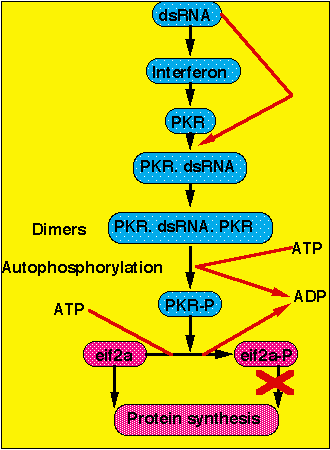 dsRNA
Interferon
PKR
PKR. dsRNA
Dimers
PKR. dsRNA. PKR
Autophosphorylation
ATP
PKR-P
ADP
ATP
eif2a
eif2a-P
Protein synthesis